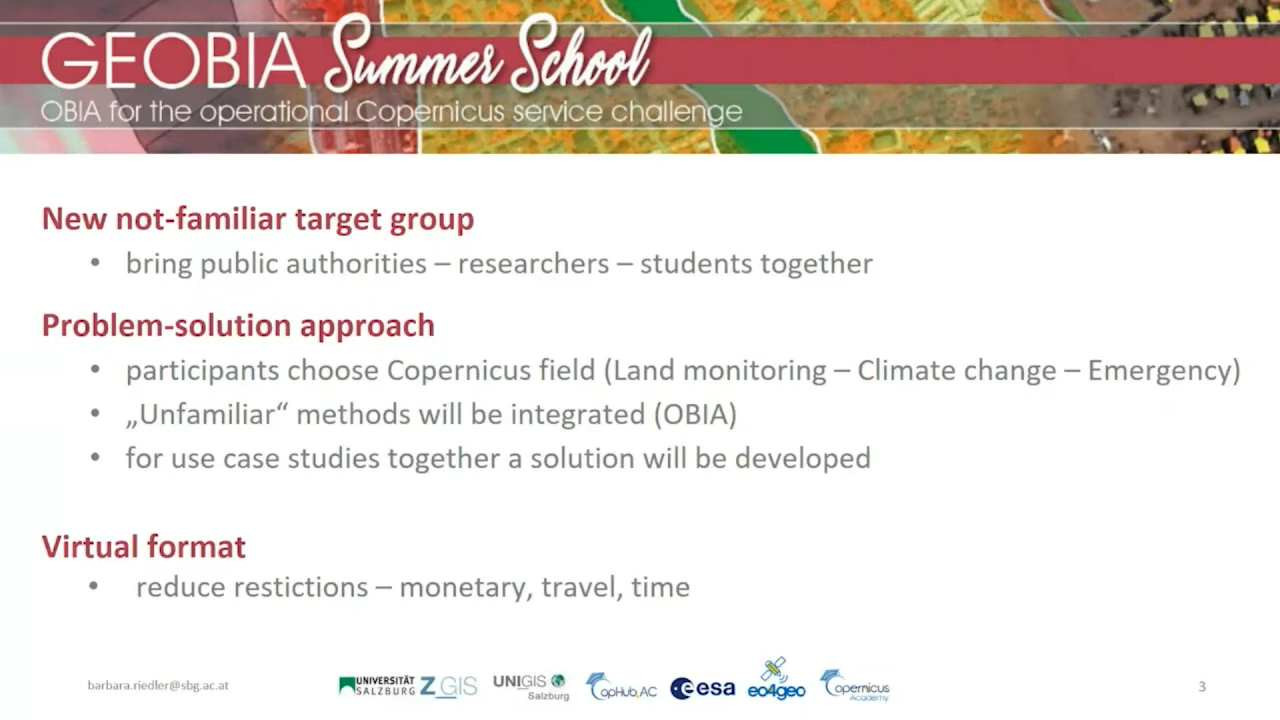 GEOBIA Summer School
OBIA for the operational Copernicus service challenge
New not-familiar target group
• bring public authorities – researchers – students together
Problem-solution approach
• participants choose Copernicus field (Land monitoring – Climate change – Emergency)
• „Unfamiliar“ methods will be integrated (OBIA)
• for use case studies together a solution will be developed
Virtual format
• reduce restictions – monetary, travel, time
barbara.riedler@sbg.ac.at
UNIVERSITÄT
SALZBURG
Z_GIS
UNIGIS
Salzburg
CopHub.AC
esa
eo4geo
Copernicus
Academy
3